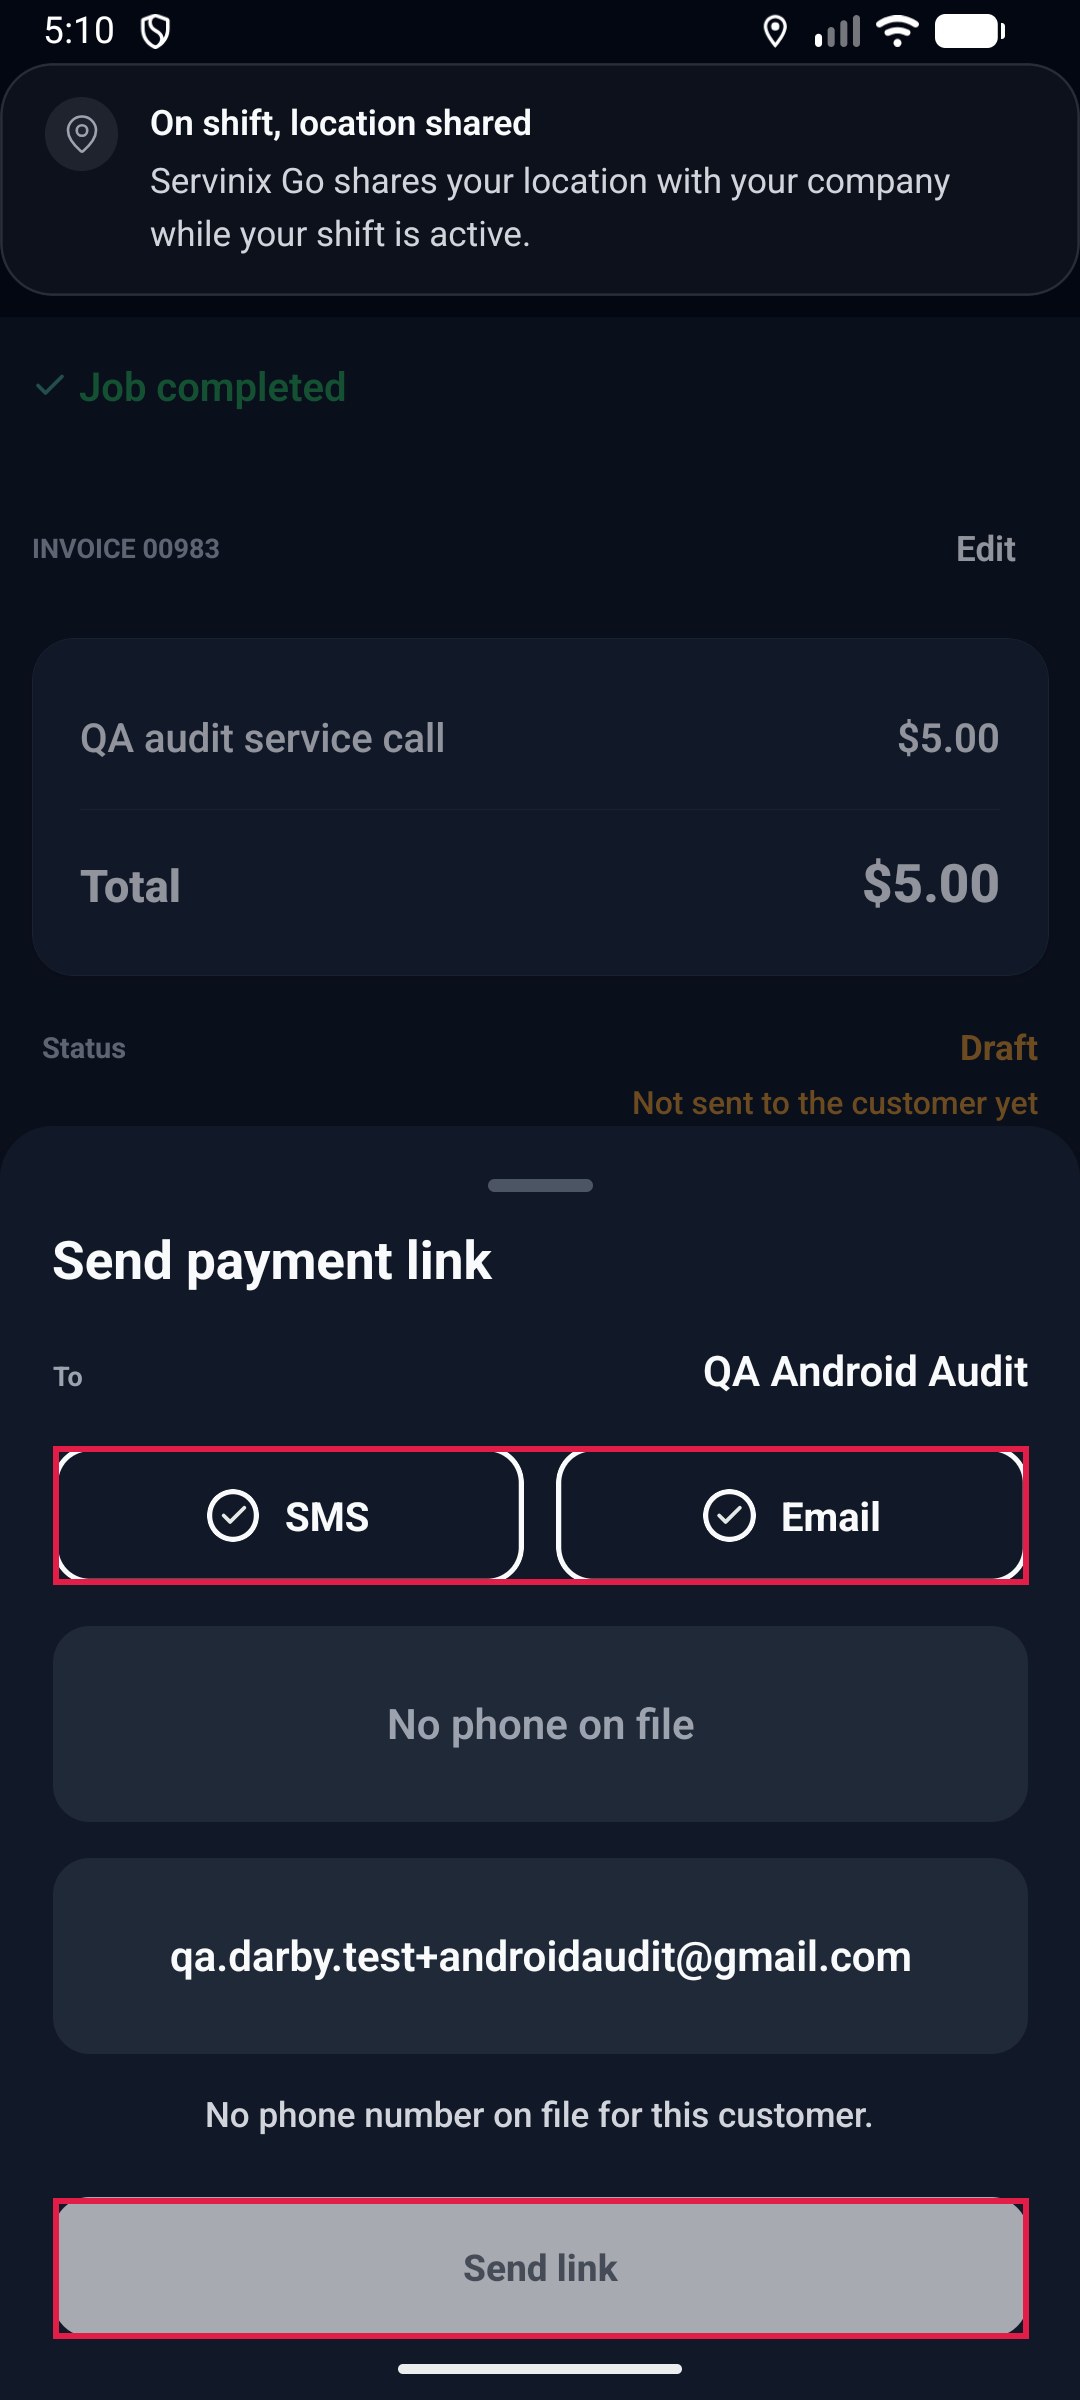 5:10
On shift, location shared
Servinix Go shares your location with your company
while your shift is active.
Job completed
INVOICE 00983
Edit
QA audit service call
$5.00
Total
$5.00
Status
Draft
Not sent to the customer yet
Send payment link
To
QA Android Audit
SMS
Email
No phone on file
qa.darby.test+androidaudit@gmail.com
No phone number on file for this customer.
Send link